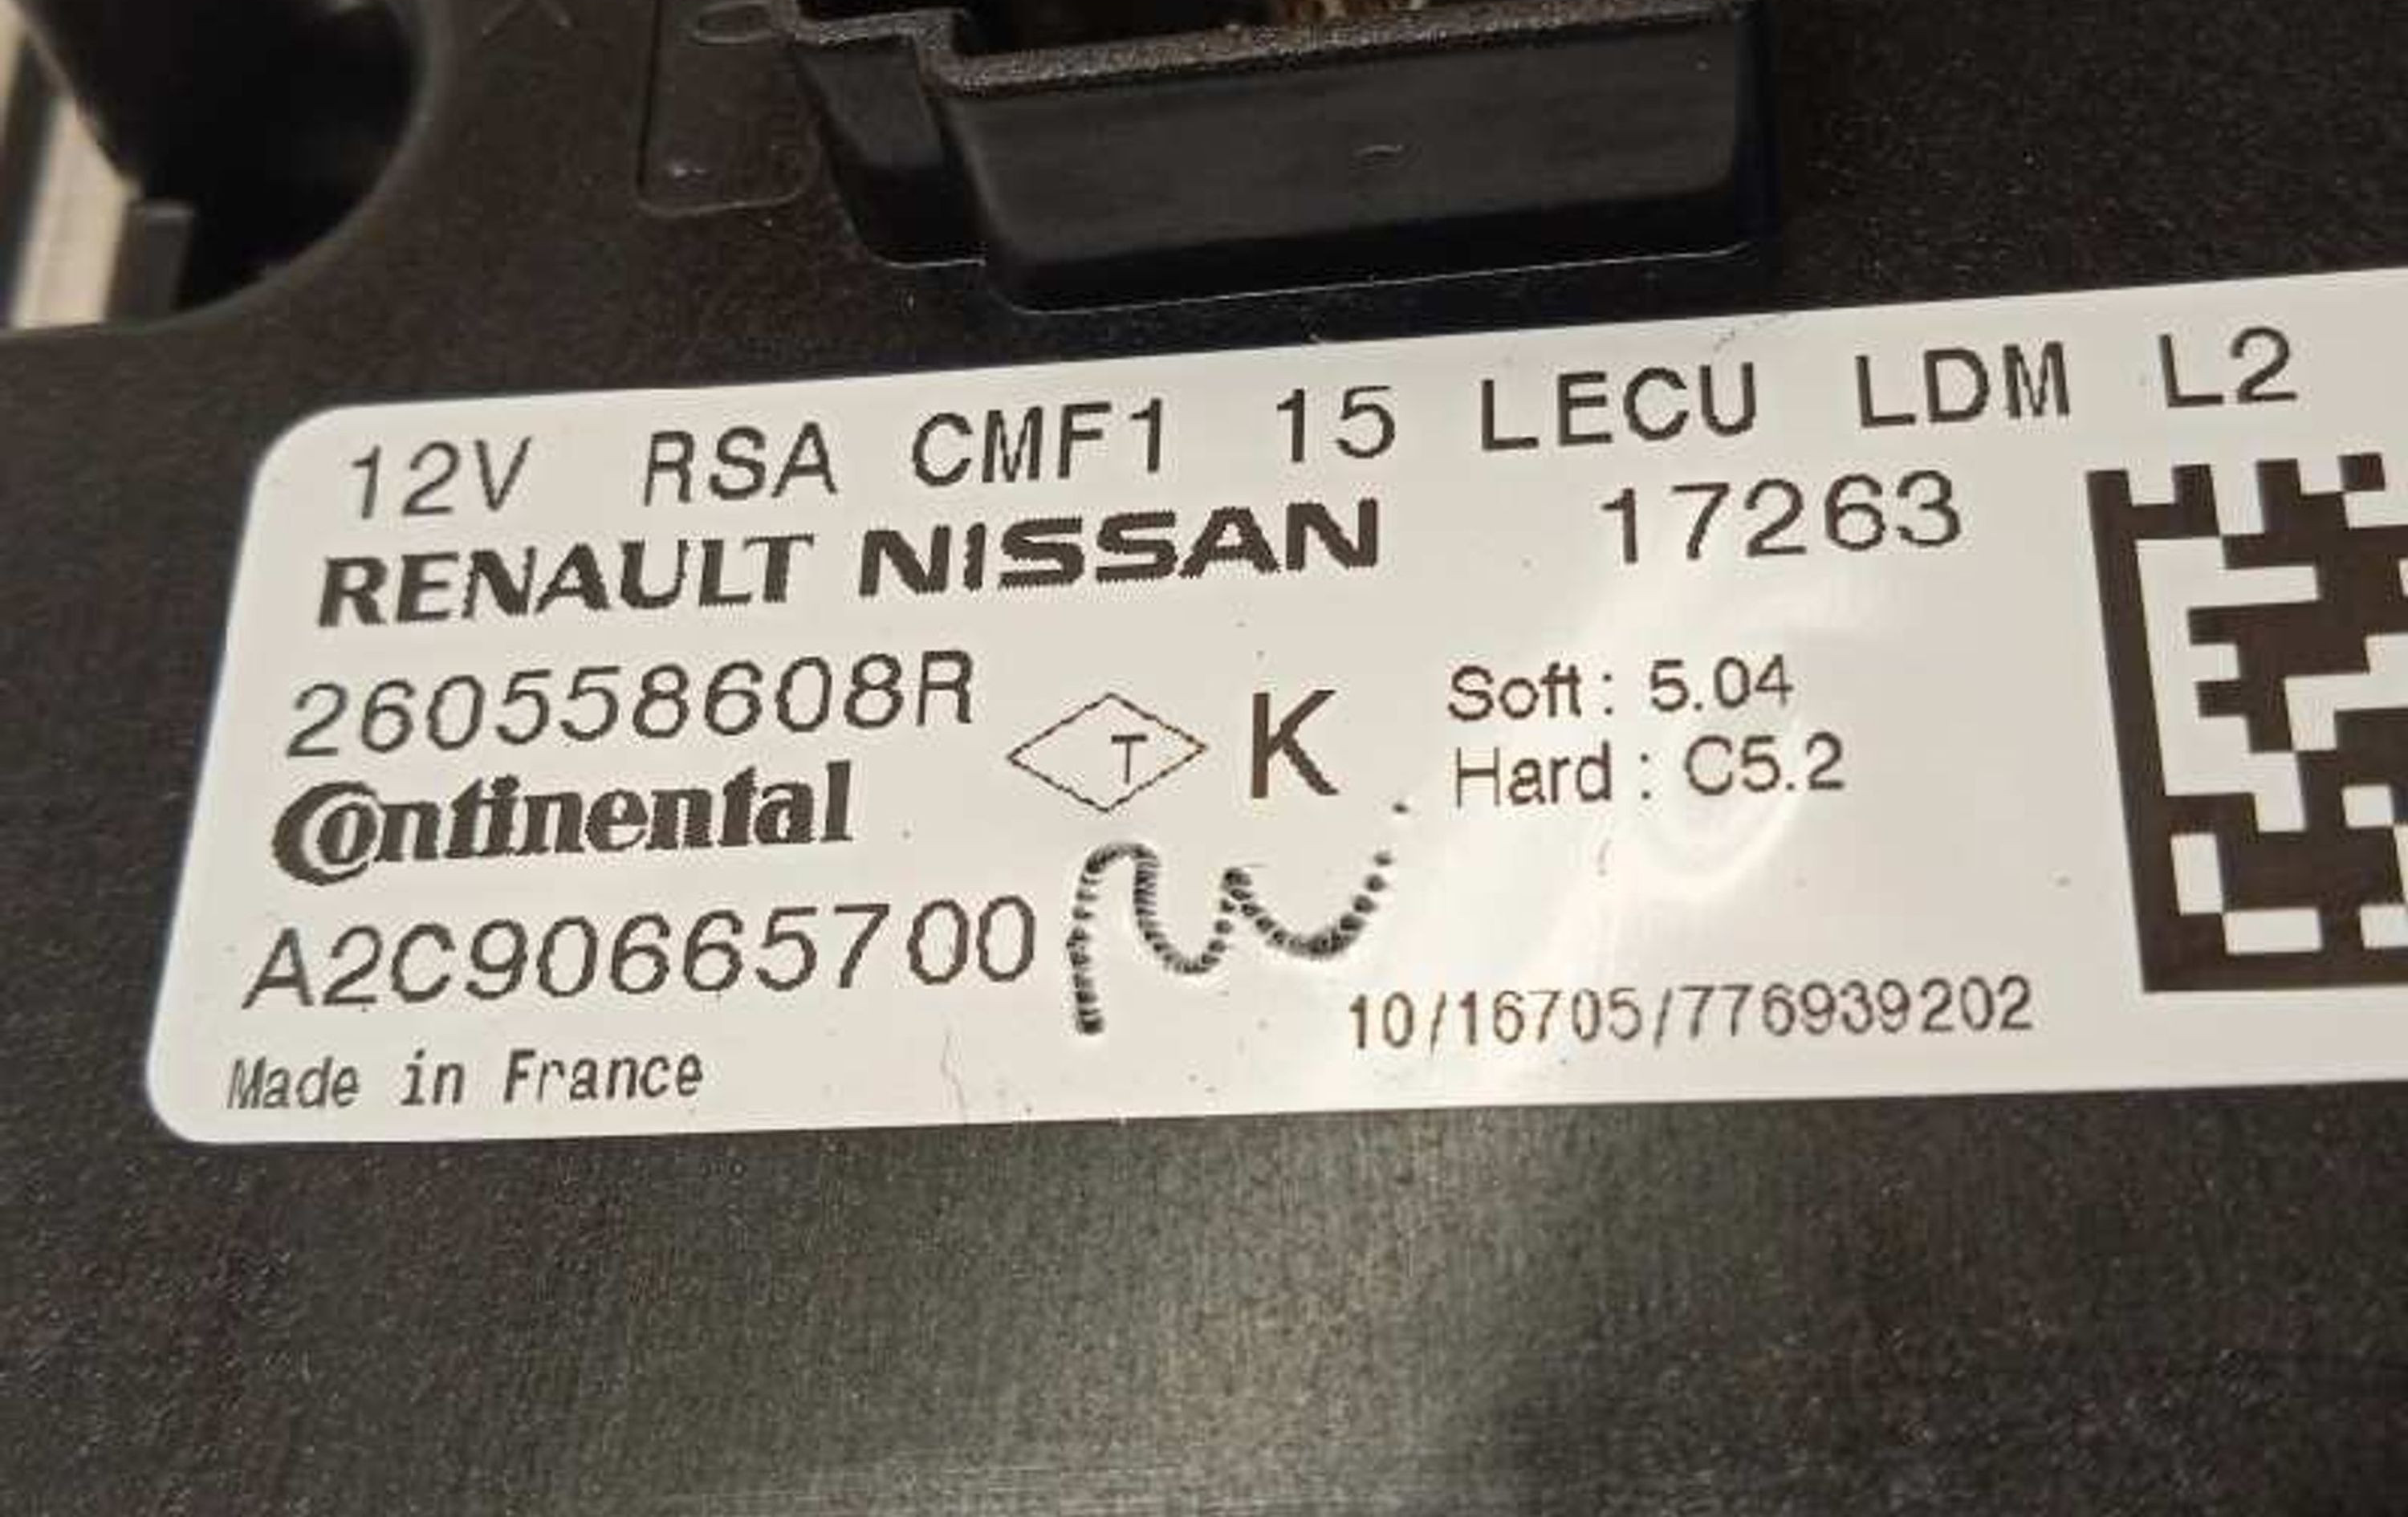 12V RSA CMF1 15 LECU LDM L2
RENAULT NISSAN 17263
260558608R
T K
Soft: 5.04
Hard: C5.2
Continental
A2C90665700
10/16705/776939202
Made in France